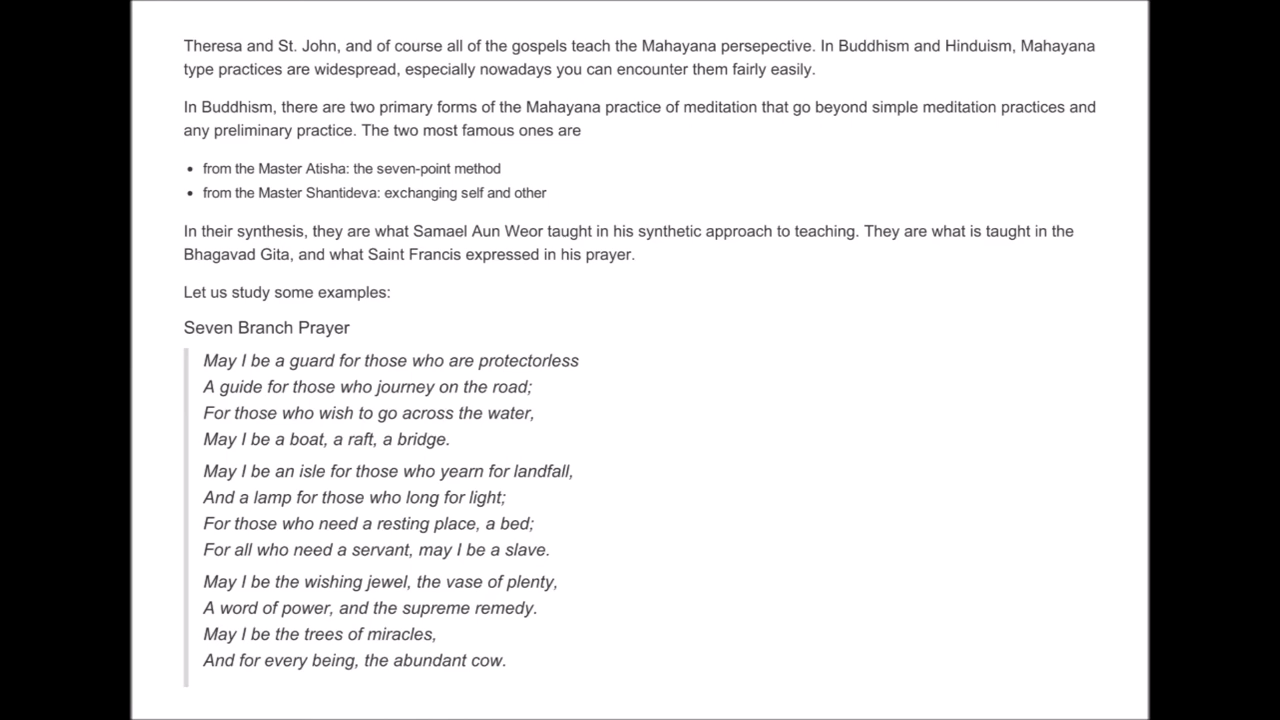 Theresa and St. John, and of course all of the gospels teach the Mahayana persepective. In Buddhism and Hinduism, Mahayana
type practices are widespread, especially nowadays you can encounter them fairly easily.
In Buddhism, there are two primary forms of the Mahayana practice of meditation that go beyond simple meditation practices and
any preliminary practice. The two most famous ones are
• from the Master Atisha: the seven-point method
• from the Master Shantideva: exchanging self and other
In their synthesis, they are what Samael Aun Weor taught in his synthetic approach to teaching. They are what is taught in the
Bhagavad Gita, and what Saint Francis expressed in his prayer.
Let us study some examples:
Seven Branch Prayer
May I be a guard for those who are protectorless
A guide for those who journey on the road;
For those who wish to go across the water,
May I be a boat, a raft, a bridge.
May I be an isle for those who yearn for landfall,
And a lamp for those who long for light;
For those who need a resting place, a bed;
For all who need a servant, may I be a slave.
May I be the wishing jewel, the vase of plenty,
A word of power, and the supreme remedy.
May I be the trees of miracles,
And for every being, the abundant cow.